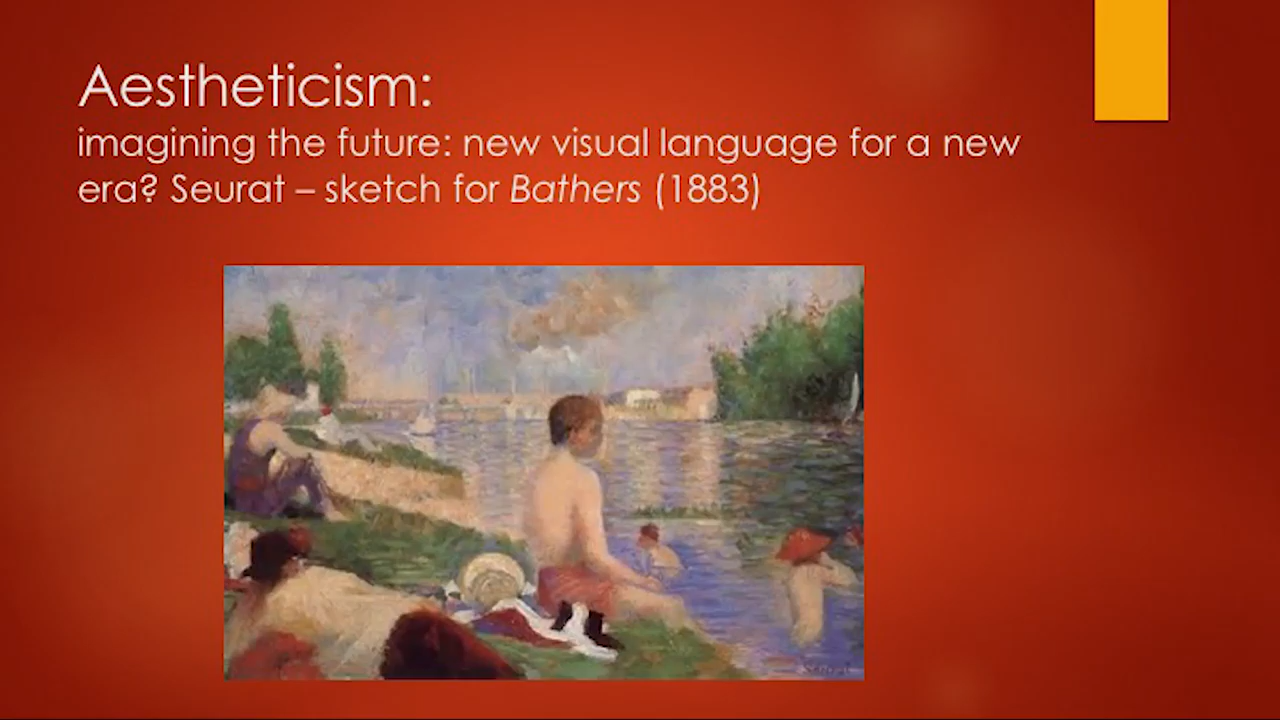 Aestheticism:
imagining the future: new visual language for a new
era? Seurat – sketch for Bathers (1883)